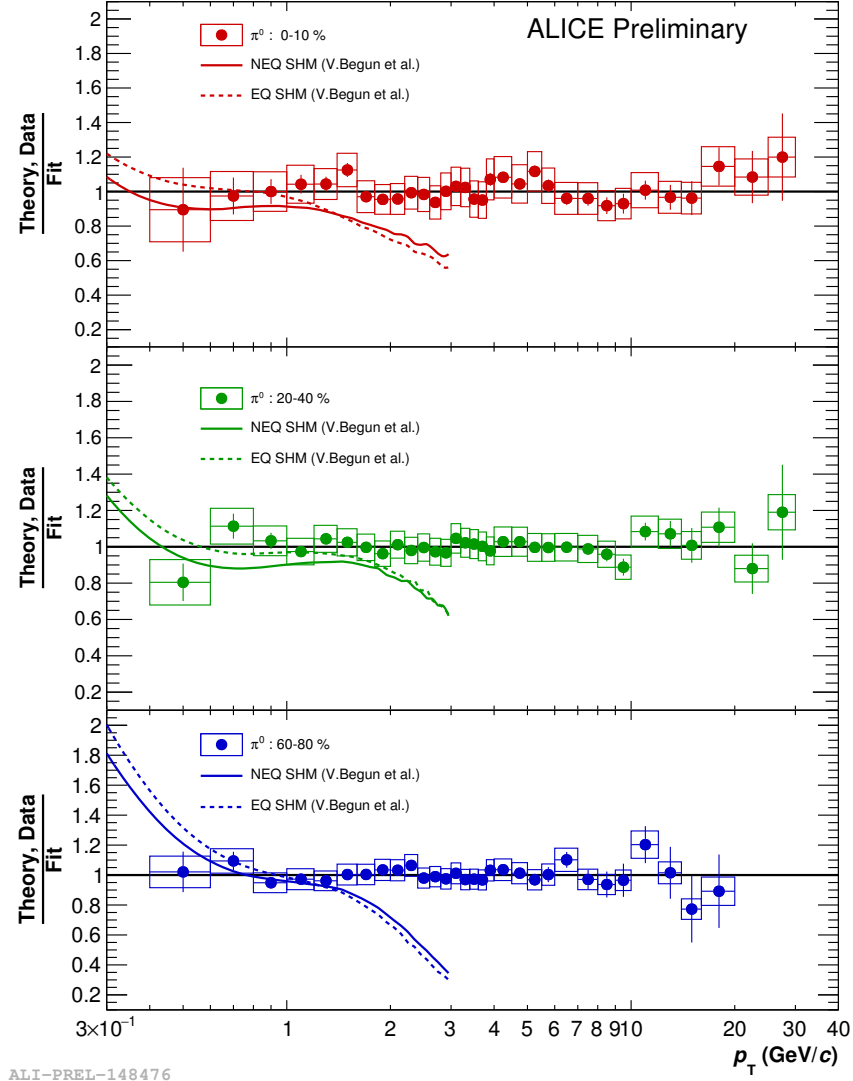 ALICE Preliminary
2
1.8
1.6
1.4
1.2
1
0.8
0.6
0.4
0.2
Theory, Data
Fit
π⁰ : 0-10 %
NEQ SHM (V.Begun et al.)
EQ SHM (V.Begun et al.)
2
1.8
1.6
1.4
1.2
1
0.8
0.6
0.4
0.2
Theory, Data
Fit
π⁰ : 20-40 %
NEQ SHM (V.Begun et al.)
EQ SHM (V.Begun et al.)
2
1.8
1.6
1.4
1.2
1
0.8
0.6
0.4
0.2
Theory, Data
Fit
π⁰ : 60-80 %
NEQ SHM (V.Begun et al.)
EQ SHM (V.Begun et al.)
3×10⁻¹ 1 2 3 4 5 6 7 8 910 20 30 40
p_T (GeV/c)
ALI-PREL-148476